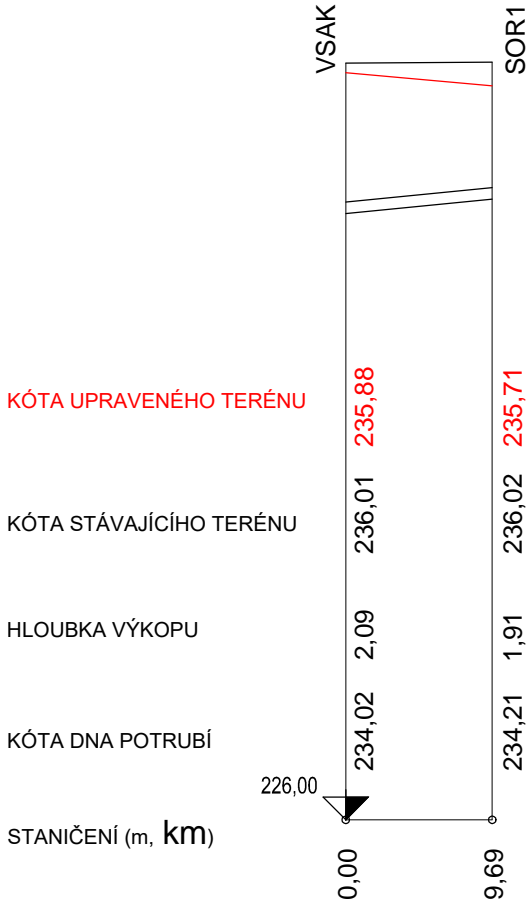 VSAK SOR1
KÓTA UPRAVENÉHO TERÉNU 235,88 235,71
KÓTA STÁVAJÍCÍHO TERÉNU 236,01 236,02
HLOUBKA VÝKOPU 2,09 1,91
KÓTA DNA POTRUBÍ 234,02 234,21
226,00
STANIČENÍ (m, km) 0,00 9,69